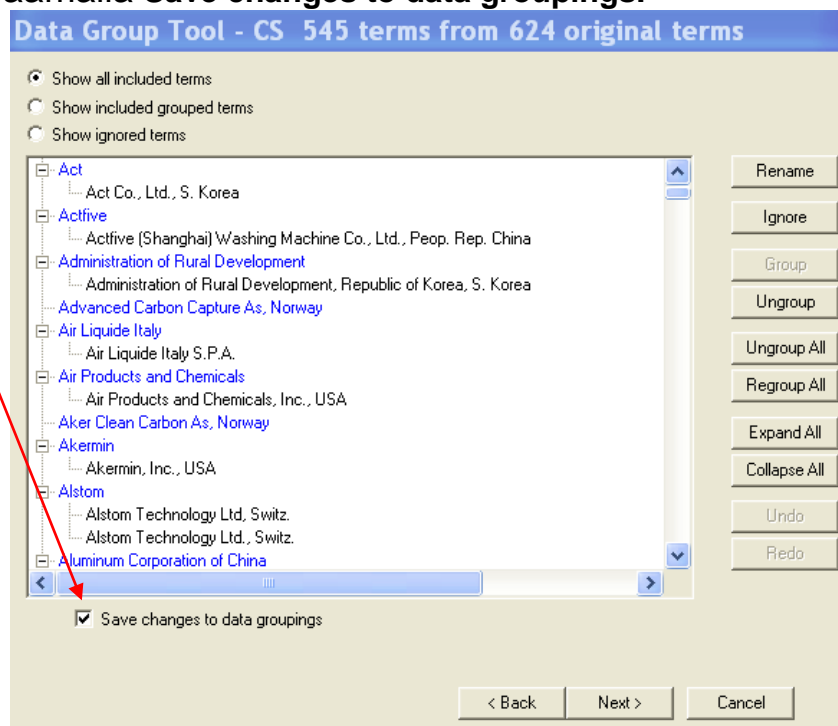 Save changes to data groupings.
Data Group Tool - CS 545 terms from 624 original terms
Show all included terms
Show included grouped terms
Show ignored terms
Act
Act Co., Ltd., S. Korea
Actfive
Actfive (Shanghai) Washing Machine Co., Ltd., Peop. Rep. China
Administration of Rural Development
Administration of Rural Development, Republic of Korea, S. Korea
Advanced Carbon Capture As, Norway
Air Liquide Italy
Air Liquide Italy S.P.A.
Air Products and Chemicals
Air Products and Chemicals, Inc., USA
Aker Clean Carbon As, Norway
Akermin
Akermin, Inc., USA
Alstom
Alstom Technology Ltd, Switz.
Alstom Technology Ltd., Switz.
Aluminum Corporation of China
Rename
Ignore
Group
Ungroup
Ungroup All
Regroup All
Expand All
Collapse All
Undo
Redo
Save changes to data groupings
< Back
Next >
Cancel